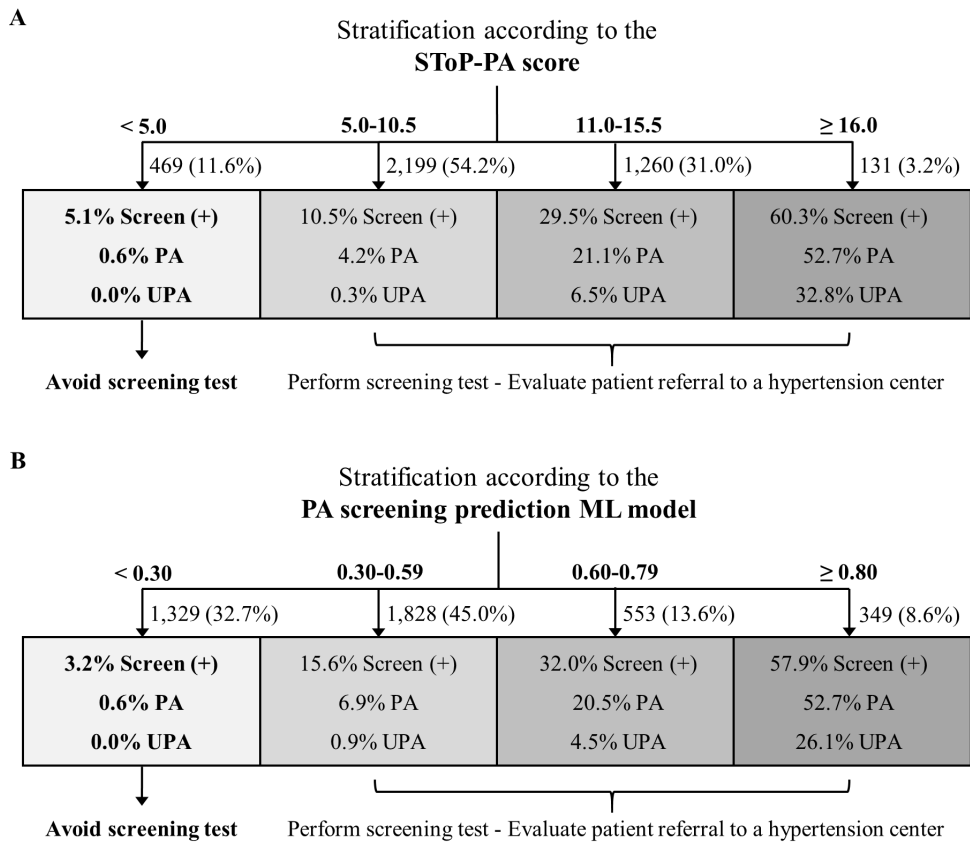 A
Stratification according to the
SToP-PA score
< 5.0 5.0-10.5 11.0-15.5 ≥ 16.0
469 (11.6%) 2,199 (54.2%) 1,260 (31.0%) 131 (3.2%)
5.1% Screen (+) 10.5% Screen (+) 29.5% Screen (+) 60.3% Screen (+)
0.6% PA 4.2% PA 21.1% PA 52.7% PA
0.0% UPA 0.3% UPA 6.5% UPA 32.8% UPA
Avoid screening test Perform screening test - Evaluate patient referral to a hypertension center
B
Stratification according to the
PA screening prediction ML model
< 0.30 0.30-0.59 0.60-0.79 ≥ 0.80
1,329 (32.7%) 1,828 (45.0%) 553 (13.6%) 349 (8.6%)
3.2% Screen (+) 15.6% Screen (+) 32.0% Screen (+) 57.9% Screen (+)
0.6% PA 6.9% PA 20.5% PA 52.7% PA
0.0% UPA 0.9% UPA 4.5% UPA 26.1% UPA
Avoid screening test Perform screening test - Evaluate patient referral to a hypertension center